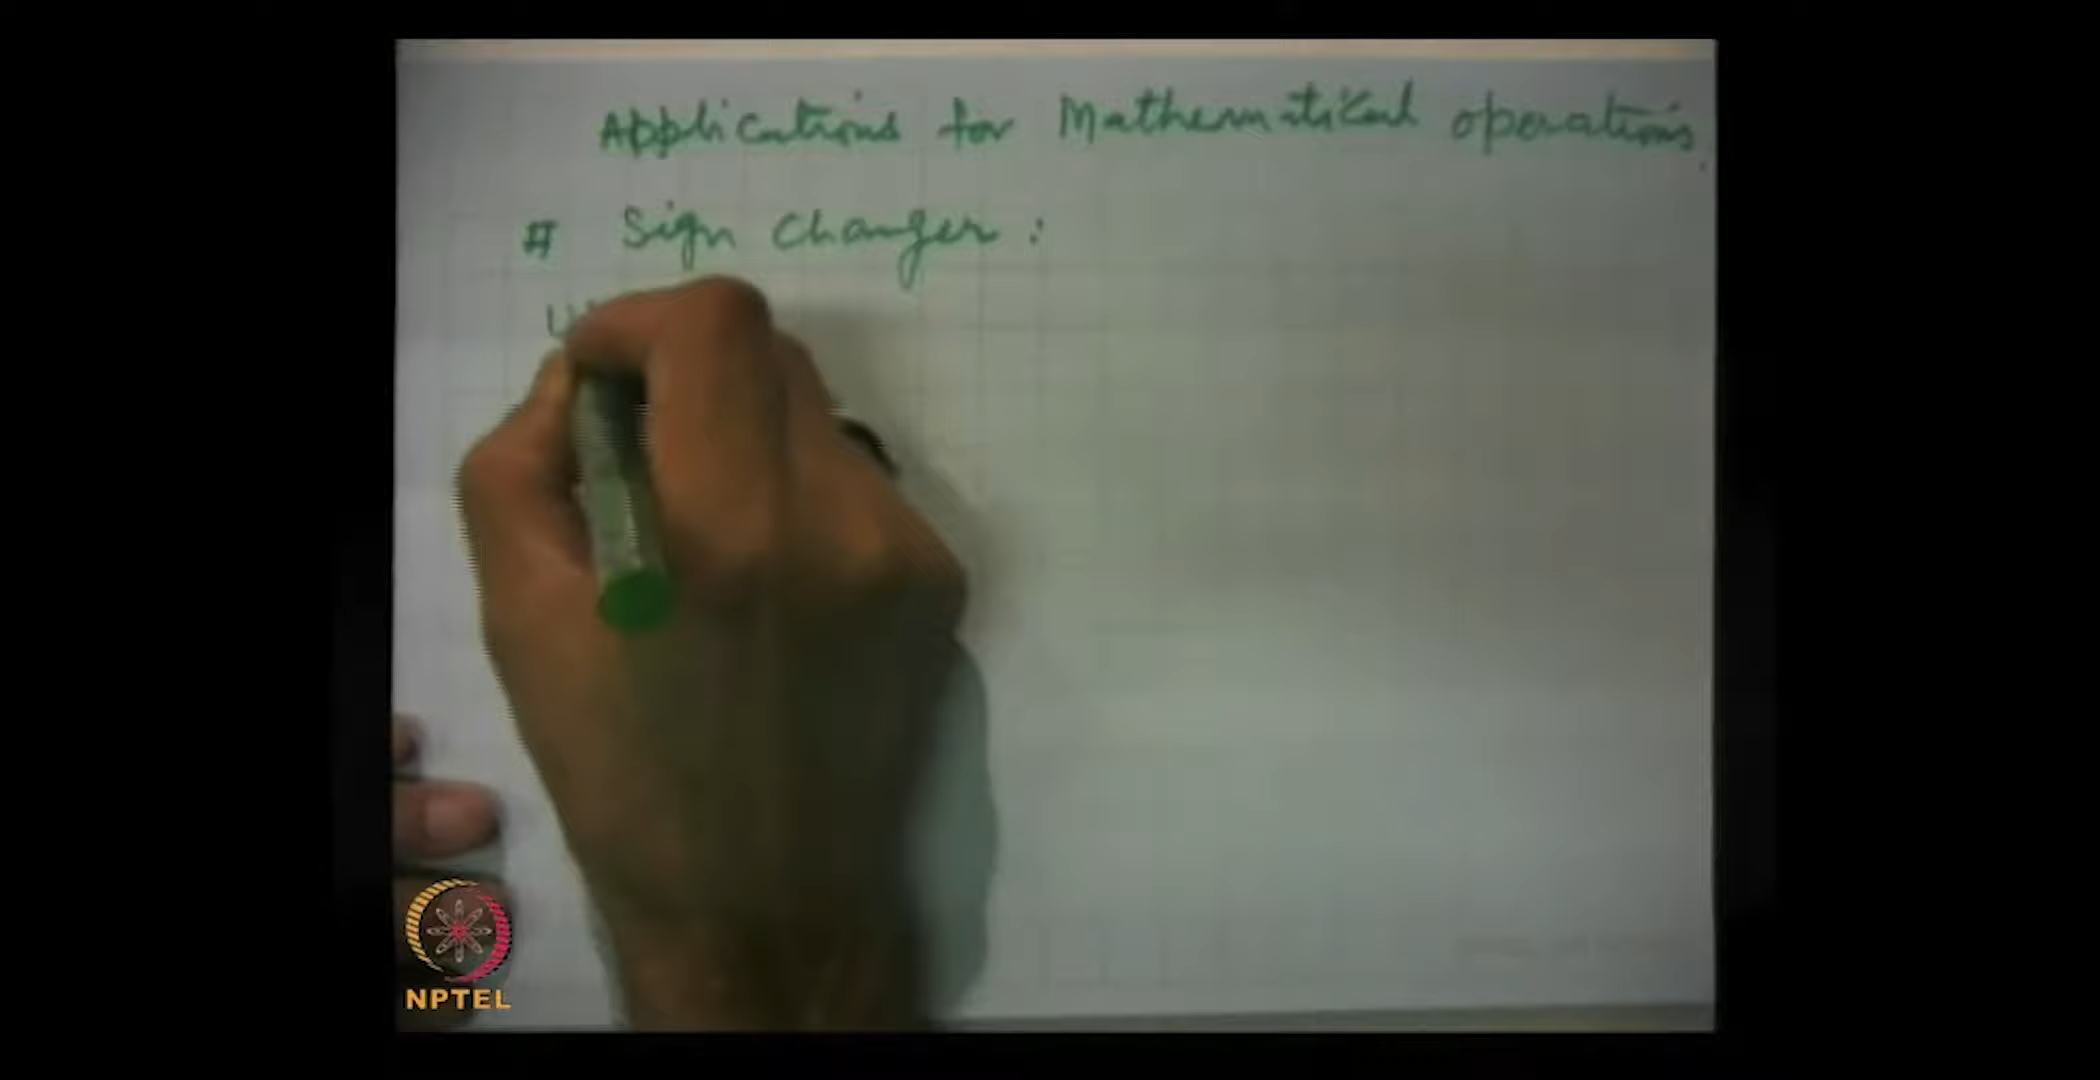 Applications for Mathematical operations.
# Sign Changer :
NPTEL